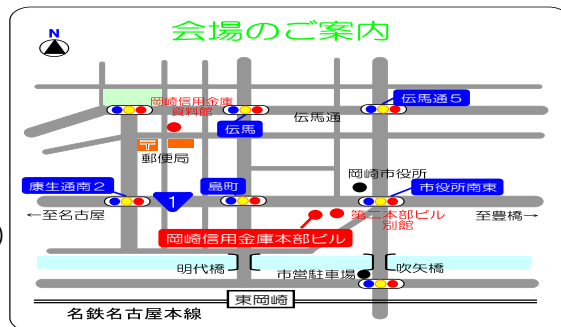 会場のご案内
N
岡崎信用金庫
資料館
伝馬通5
伝馬
伝馬通
〒
郵便局
岡崎市役所
康生通南2
1
島町
市役所南東
←至名古屋
第二本部ビル
別館
至豊橋→
岡崎信用金庫本部ビル
明代橋
市営駐車場
吹矢橋
東岡崎
名鉄名古屋本線
)